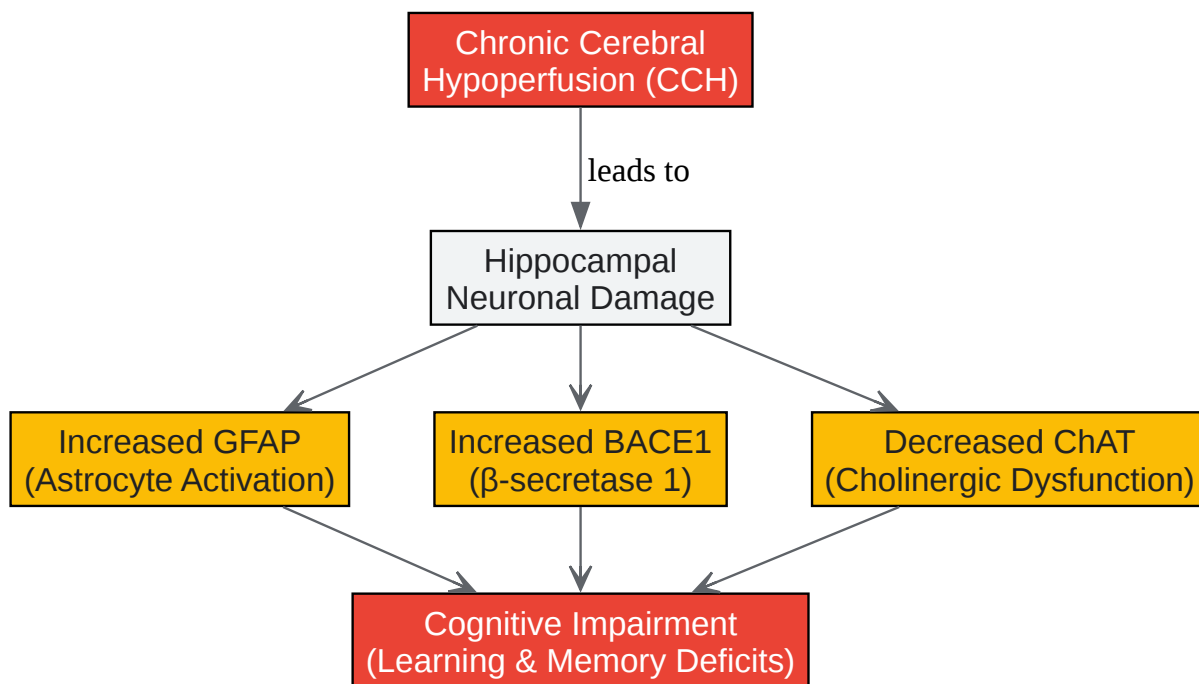 Chronic Cerebral
Hypoperfusion (CCH)
leads to
Hippocampal
Neuronal Damage
Increased GFAP
(Astrocyte Activation)
Increased BACE1
(β-secretase 1)
Decreased ChAT
(Cholinergic Dysfunction)
Cognitive Impairment
(Learning & Memory Deficits)